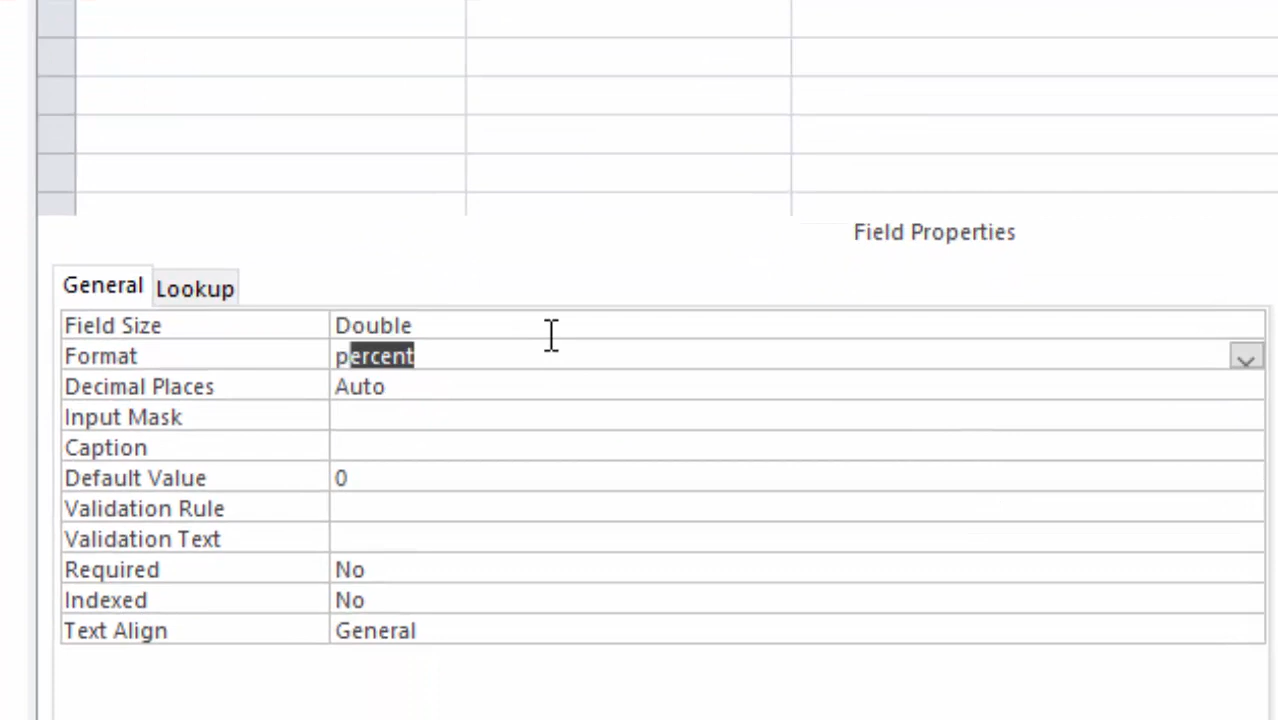 Field Properties
General Lookup
Field Size Double
Format percent
Decimal Places Auto
Input Mask
Caption
Default Value 0
Validation Rule
Validation Text
Required No
Indexed No
Text Align General